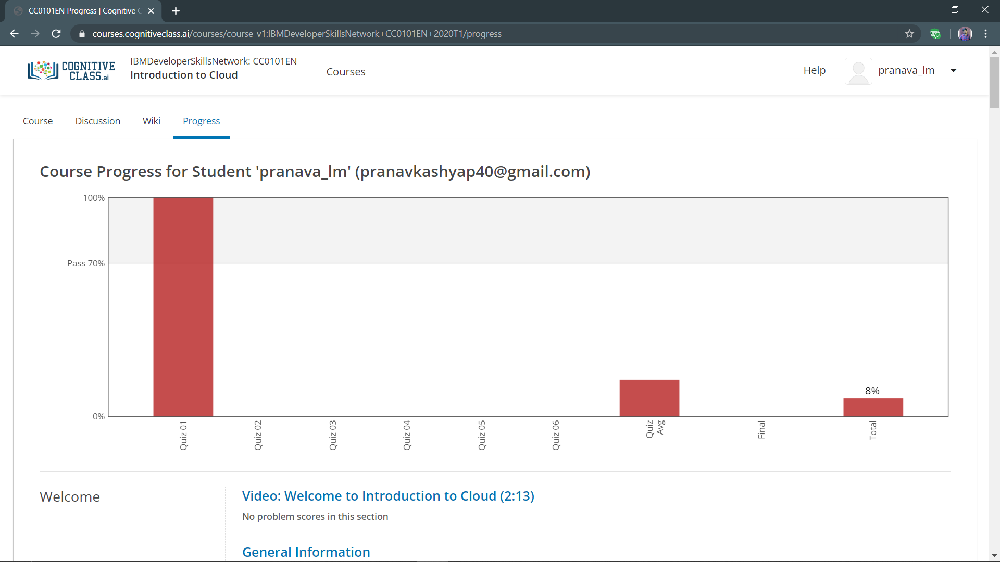 CC0101EN Progress | Cognitive C
courses.cognitiveclass.ai/courses/course-v1:IBMDeveloperSkillsNetwork+CC0101EN+2020T1/progress
COGNITIVE
CLASS.ai
IBMDeveloperSkillsNetwork: CC0101EN
Introduction to Cloud
Courses
Help
pranava_lm
Course
Discussion
Wiki
Progress
Course Progress for Student 'pranava_lm' (pranavkashyap40@gmail.com)
100%
Pass 70%
0%
8%
Quiz 01
Quiz 02
Quiz 03
Quiz 04
Quiz 05
Quiz 06
Quiz
Avg
Final
Total
Welcome
Video: Welcome to Introduction to Cloud (2:13)
No problem scores in this section
General Information